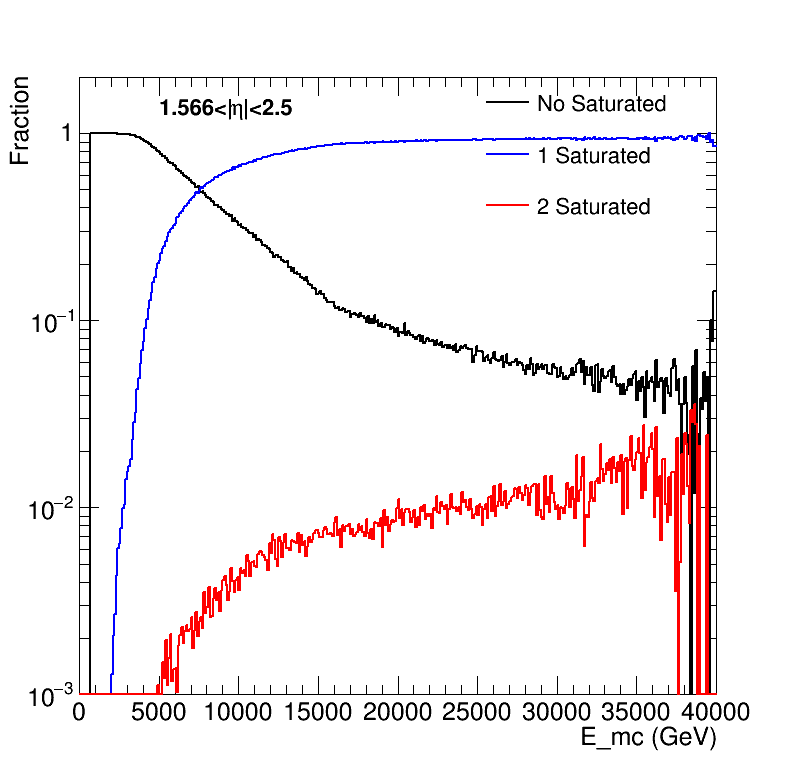 Fraction
1.566<|η|<2.5
No Saturated
1 Saturated
2 Saturated
1
10⁻¹
10⁻²
10⁻³
0 5000 10000 15000 20000 25000 30000 35000 40000
E_mc (GeV)